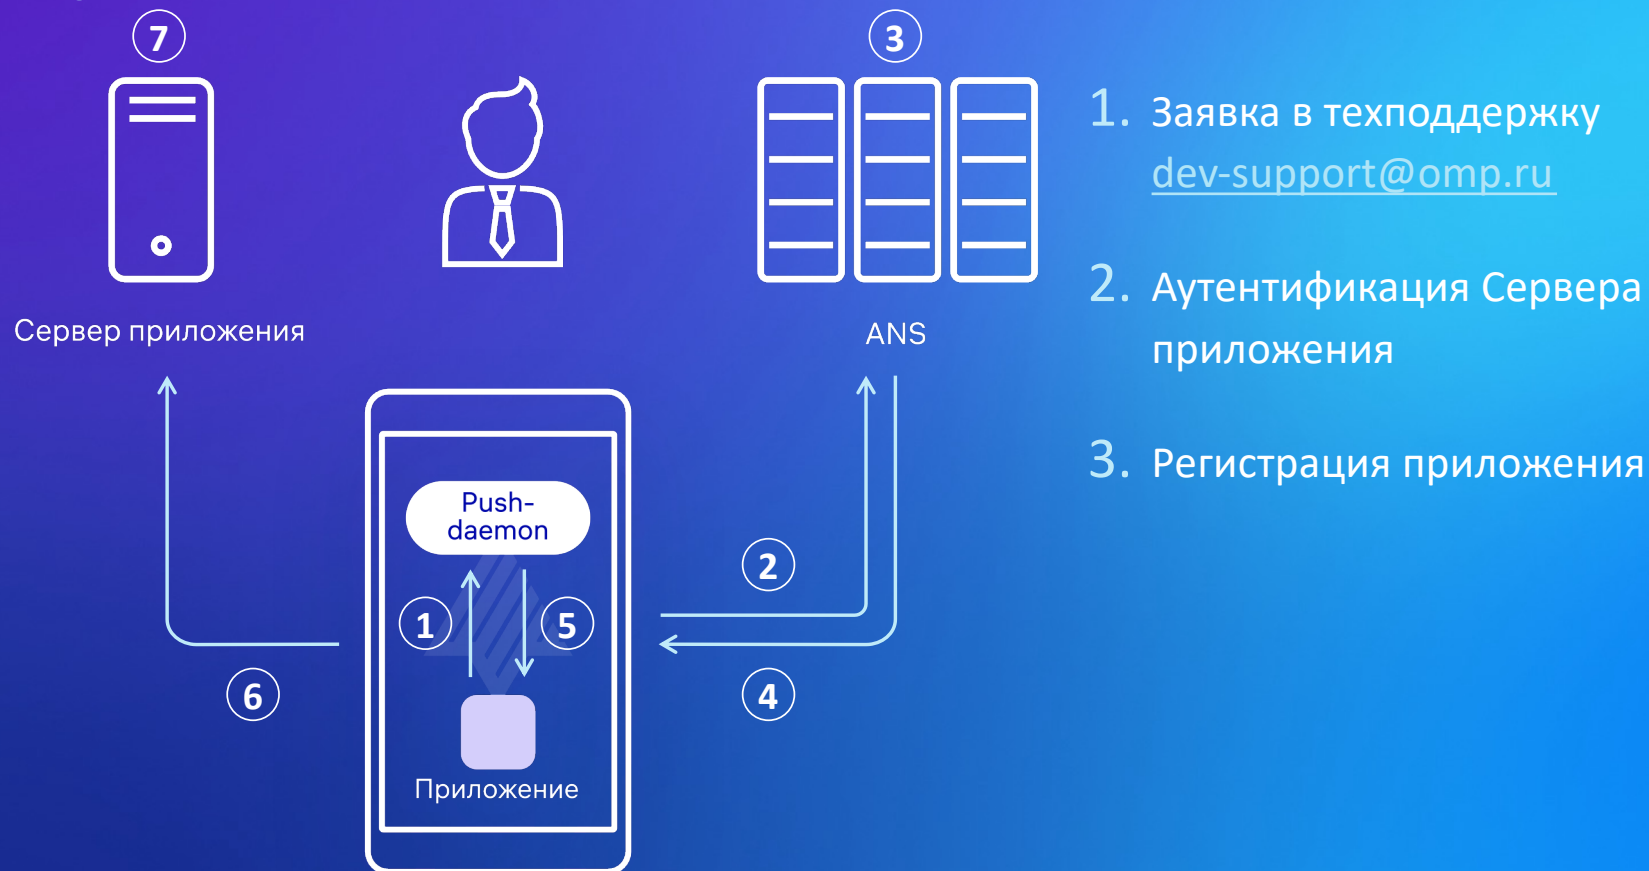 7
3
Сервер приложения
ANS
Push-
daemon
1
5
2
4
6
Приложение
1. Заявка в техподдержку
dev-support@omp.ru
2. Аутентификация Сервера
приложения
3. Регистрация приложения